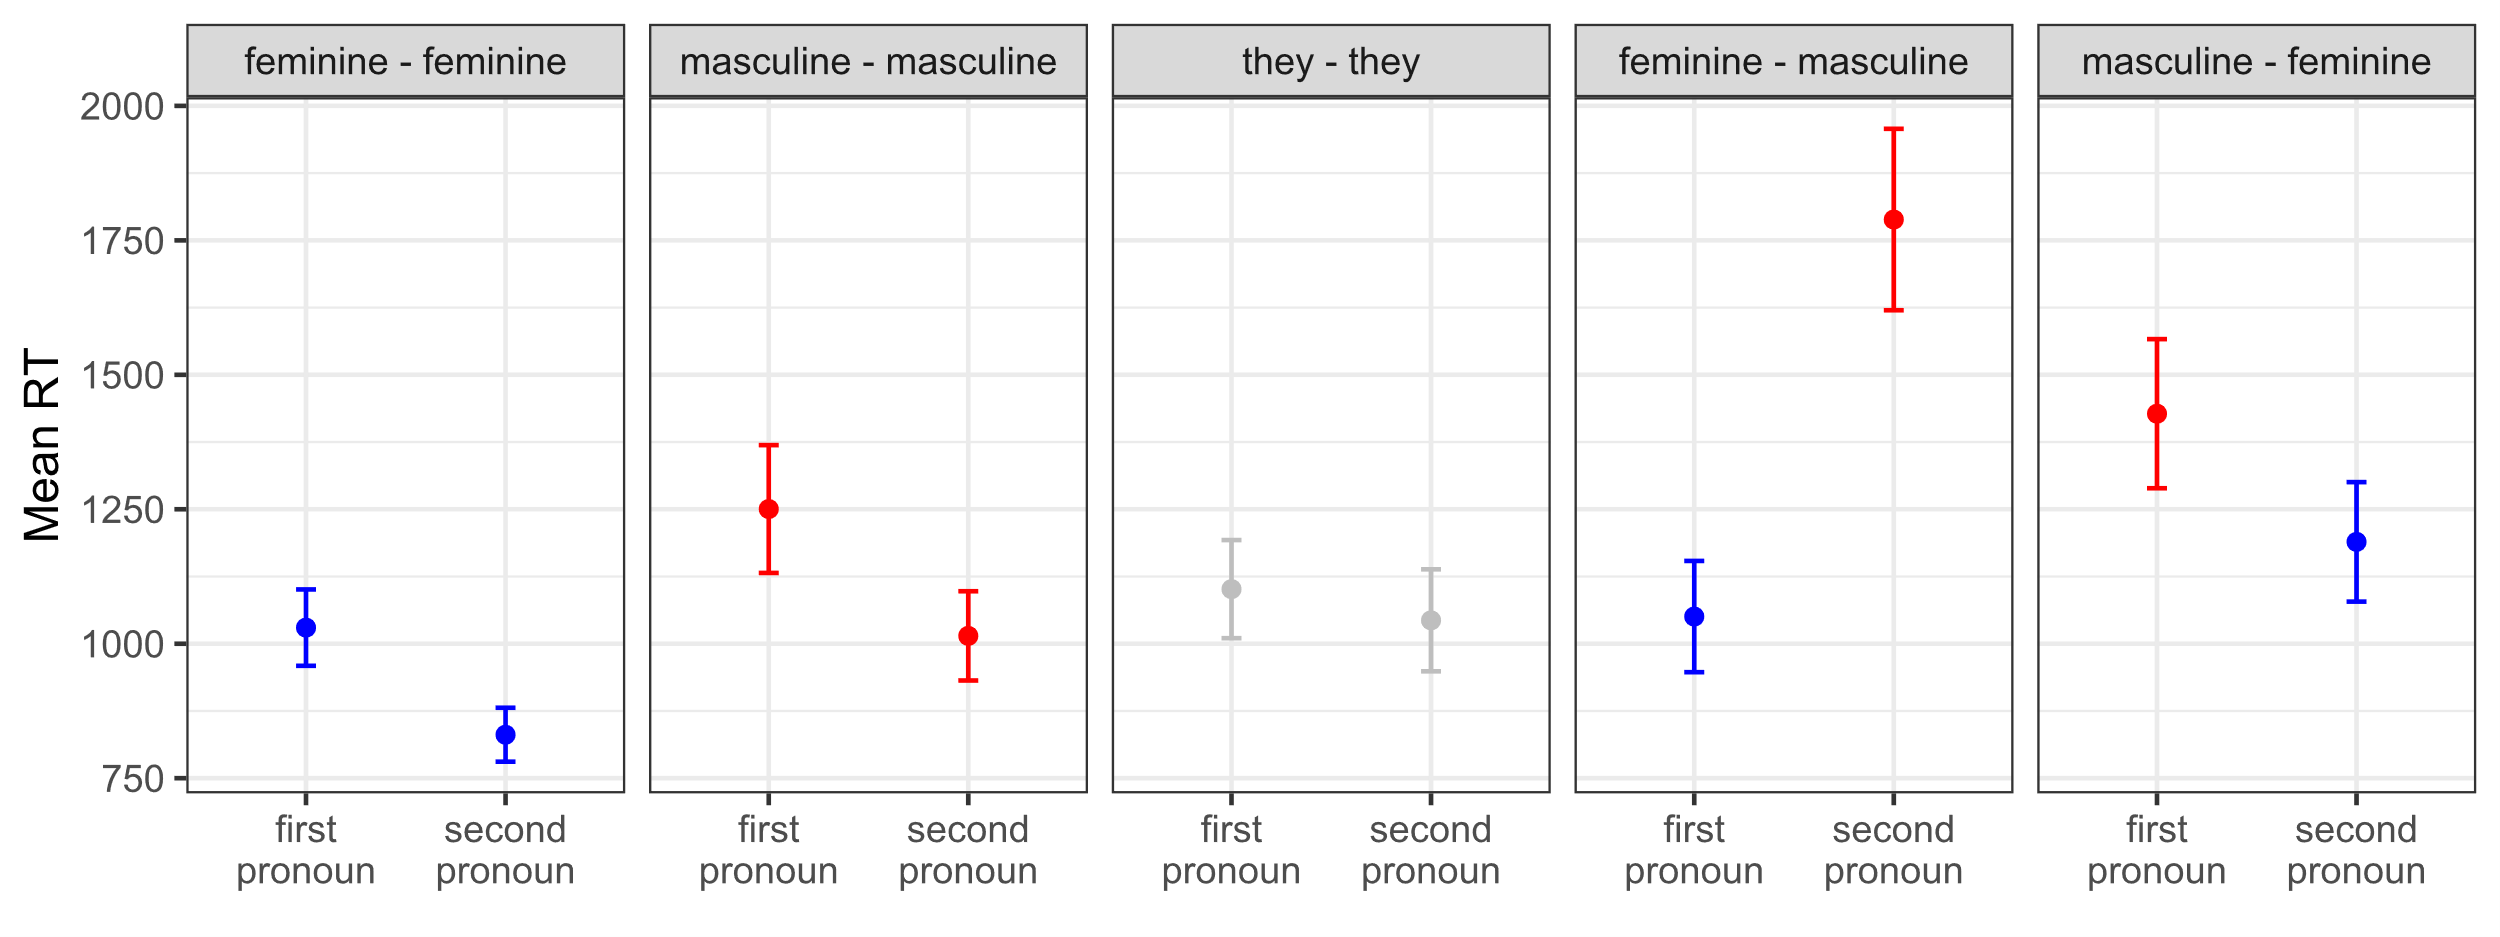 feminine - feminine
masculine - masculine
they - they
feminine - masculine
masculine - feminine
Mean RT
2000
1750
1500
1250
1000
750
first
pronoun
second
pronoun
first
pronoun
second
pronoun
first
pronoun
second
pronoun
first
pronoun
second
pronoun
first
pronoun
second
pronoun